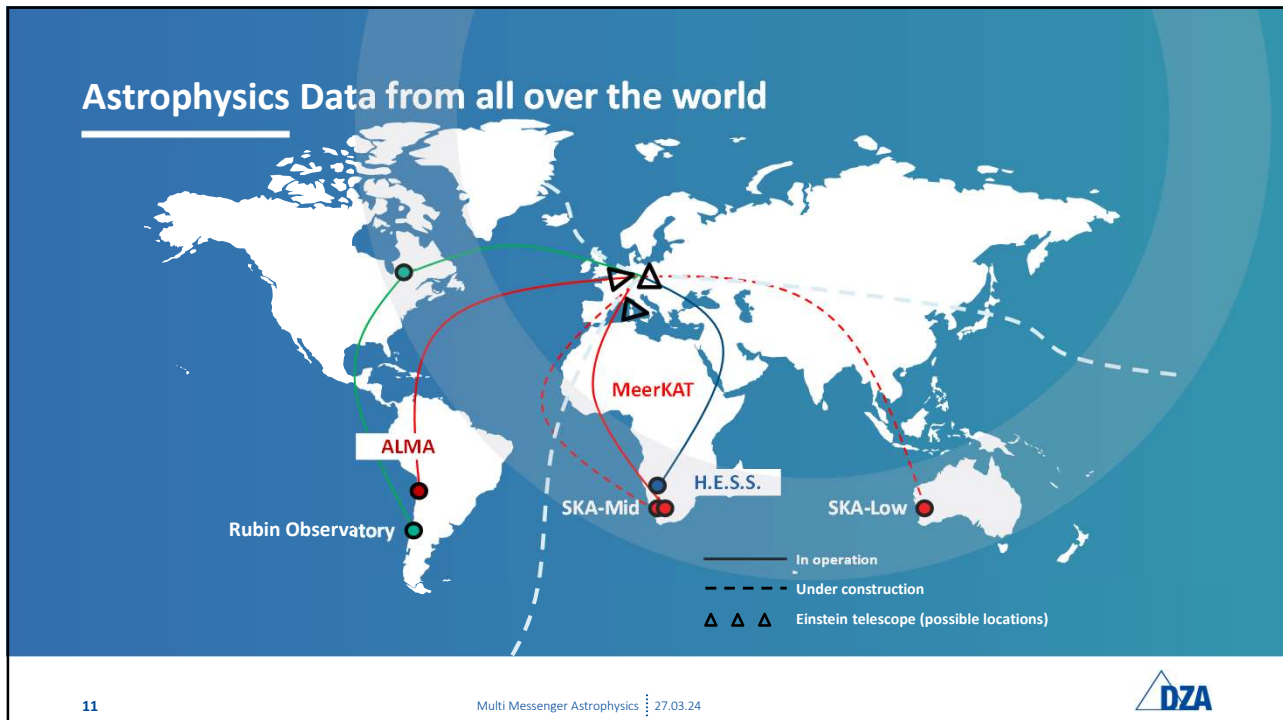 Astrophysics Data from all over the world
MeerKAT
ALMA
H.E.S.S.
SKA-Mid
SKA-Low
Rubin Observatory
In operation
Under construction
Einstein telescope (possible locations)
11
Multi Messenger Astrophysics
27.03.24
DZA